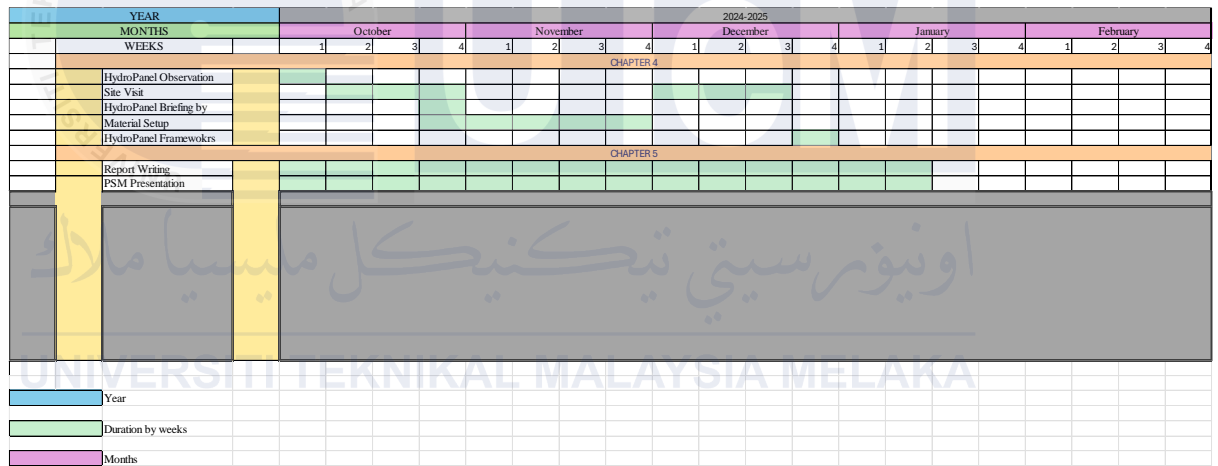 YEAR 2024-2025
MONTHS October November December January February
WEEKS 1 2 3 4 1 2 3 4 1 2 3 4 1 2 3 4 1 2 3 4
CHAPTER 4
HydroPanel Observation
Site Visit
HydroPanel Briefing by
Material Setup
HydroPanel Framewokrs
CHAPTER 5
Report Writing
PSM Presentation
اونيۏرسيتي تيكنيكل مليسيا ملاك
UNIVERSITI TEKNIKAL MALAYSIA MELAKA
Year
Duration by weeks
Months
UTeM